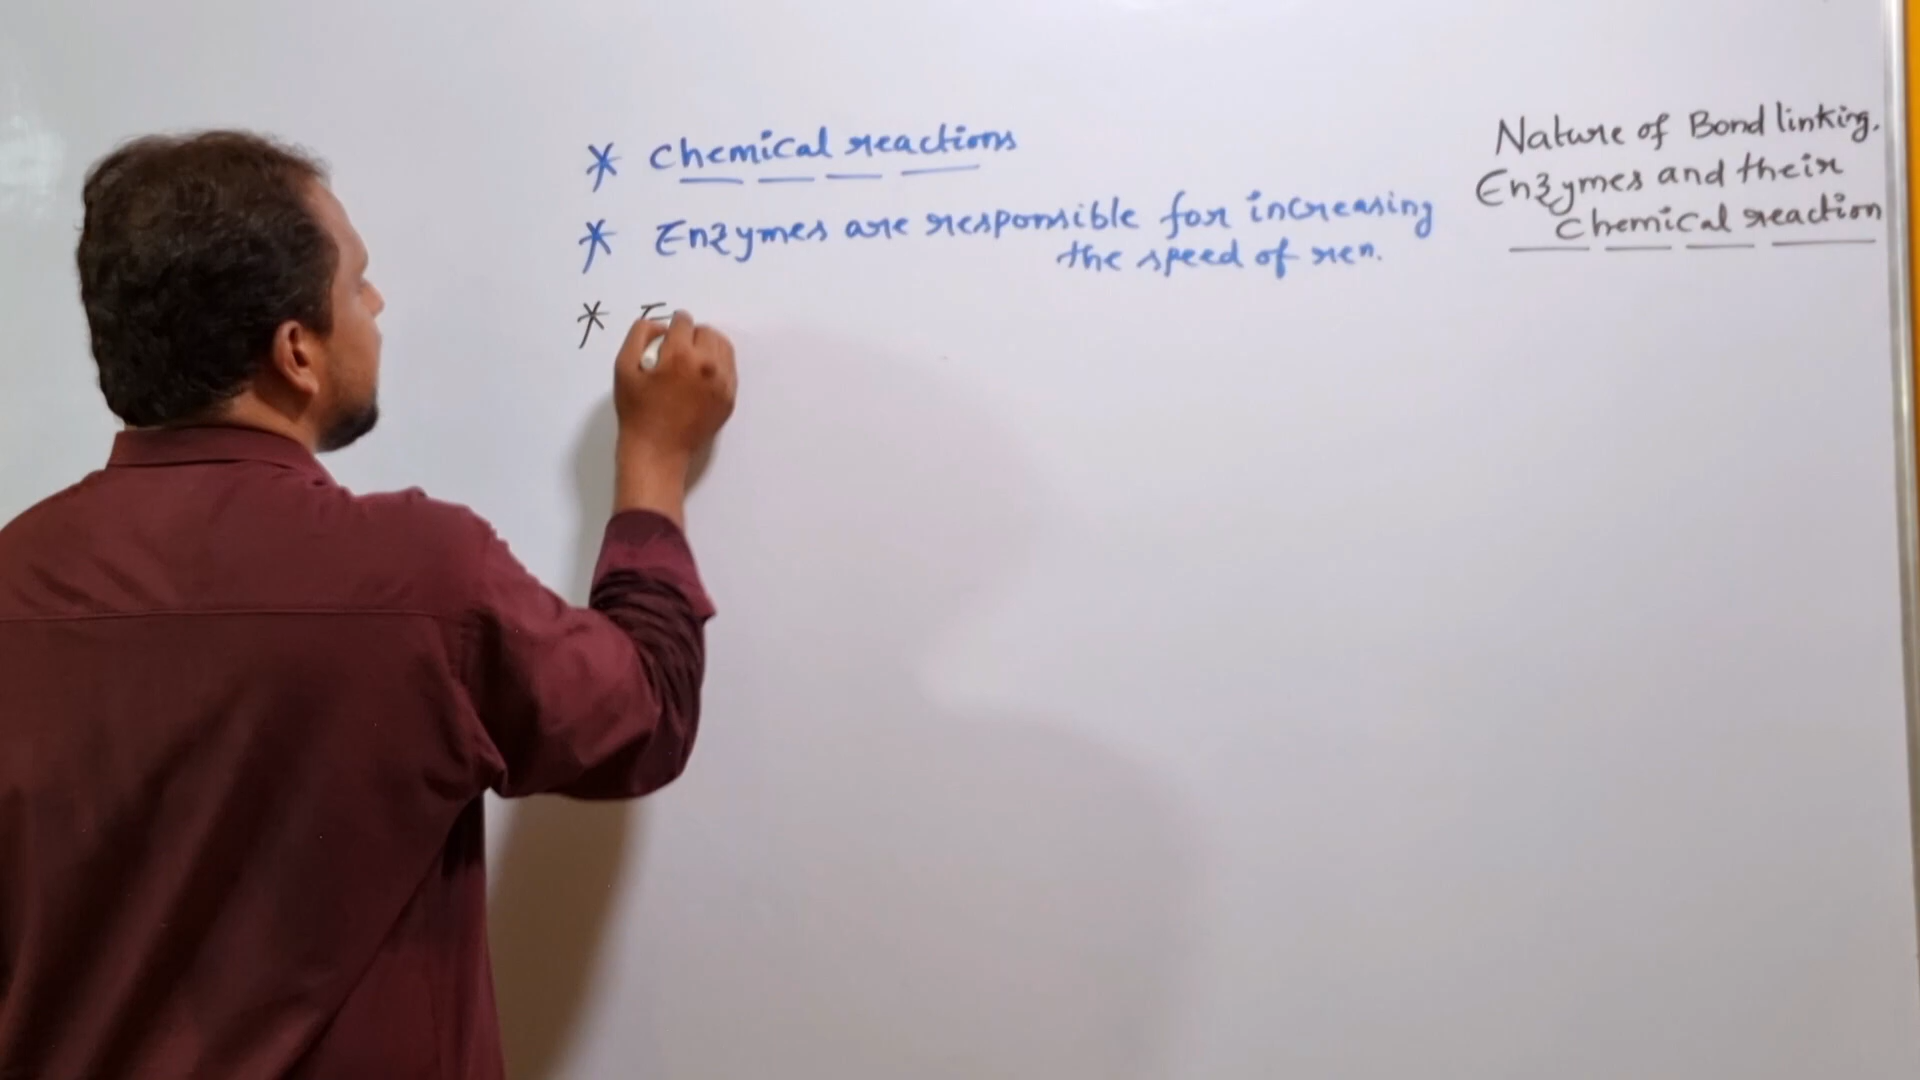 * Chemical reactions
* Enzymes are responsible for increasing
the speed of ren.
*
Nature of Bond linking.
Enzymes and their
chemical reaction